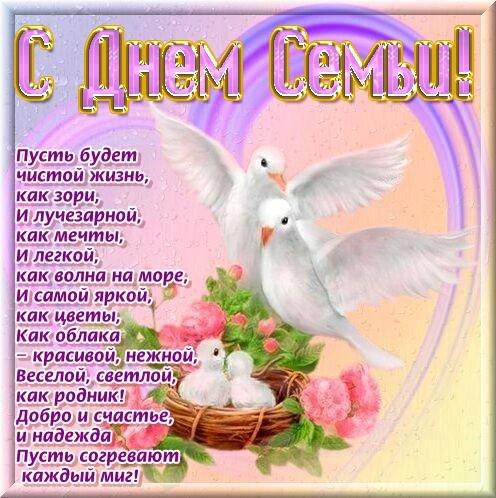 С Днем Семьи!
Пусть будет
чистой жизнь,
как зори,
И лучезарной,
как мечты,
И легкой,
как волна на море,
И самой яркой,
как цветы,
Как облака
– красивой, нежной,
Веселой, светлой,
как родник!
Добро и счастье,
и надежда
Пусть согревают
каждый миг!